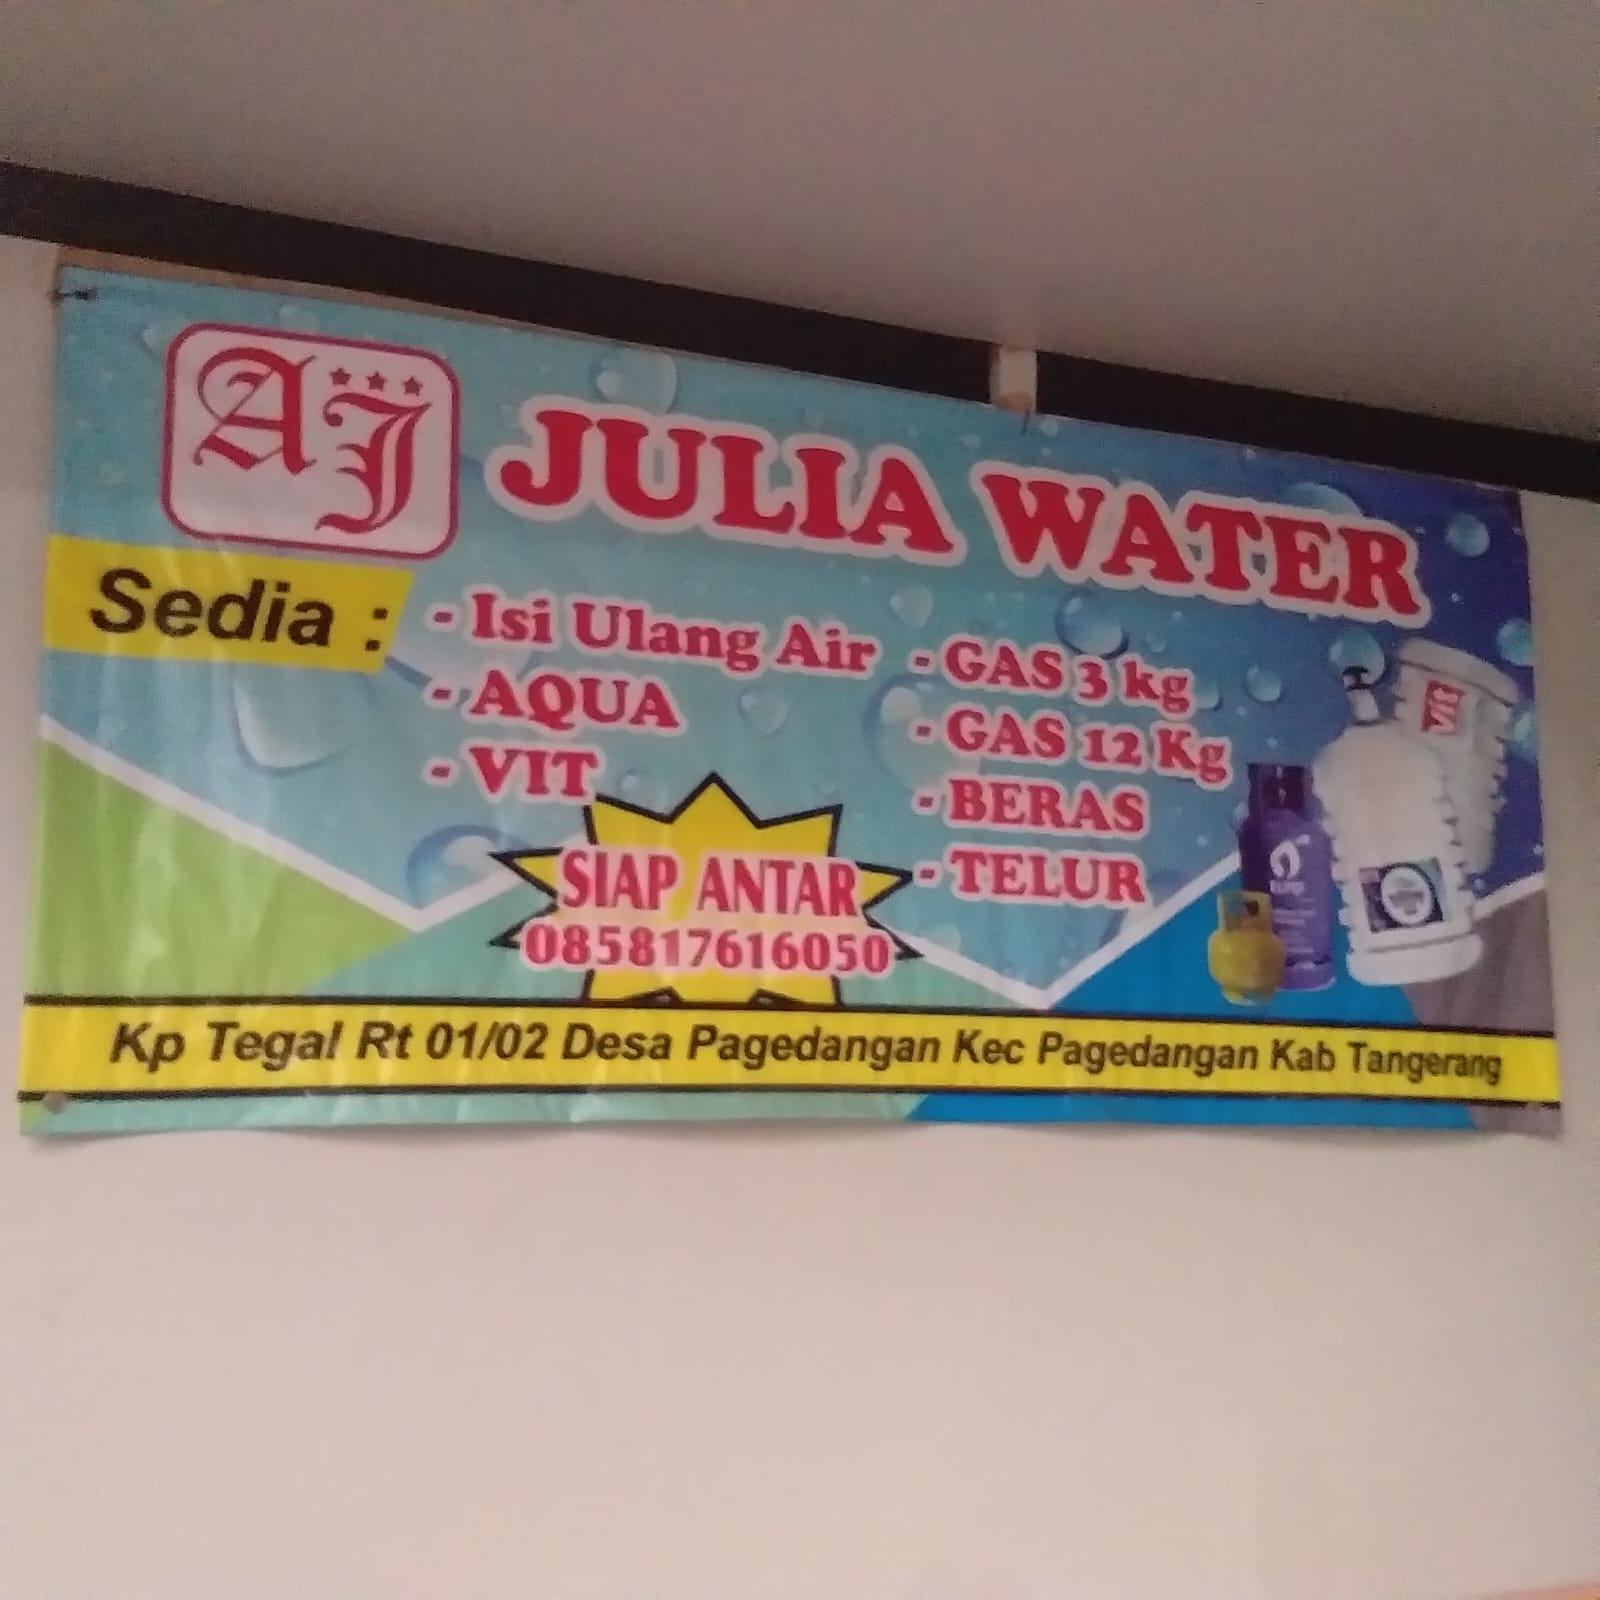 AJ
JULIA WATER
Sedia :
- Isi Ulang Air
- AQUA
- VIT
- GAS 3 kg
- GAS 12 Kg
- BERAS
- TELUR
SIAP ANTAR
085817616050
Vit
Kp Tegal Rt 01/02 Desa Pagedangan Kec Pagedangan Kab Tangerang